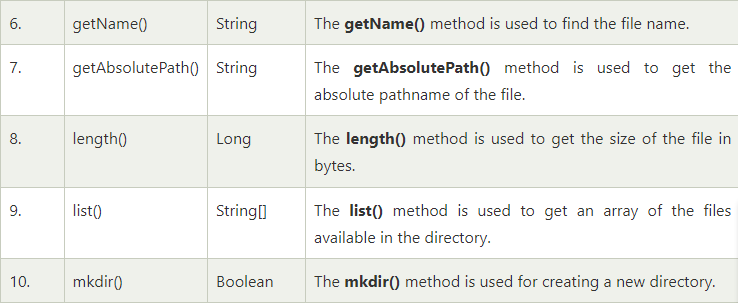 6. getName() String The getName() method is used to find the file name.
7. getAbsolutePath() String The getAbsolutePath() method is used to get the
absolute pathname of the file.
8. length() Long The length() method is used to get the size of the file in
bytes.
9. list() String[] The list() method is used to get an array of the files
available in the directory.
10. mkdir() Boolean The mkdir() method is used for creating a new directory.